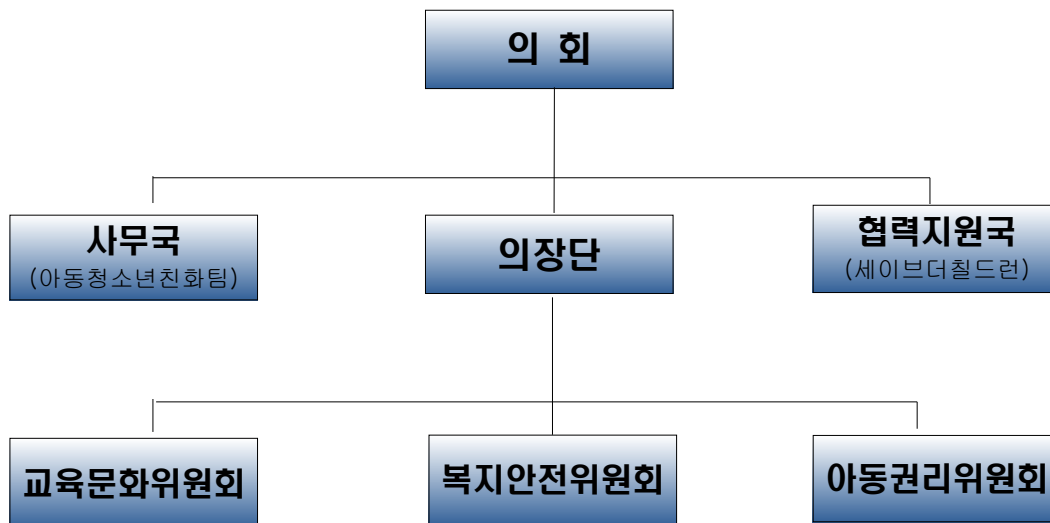 의 회
사무국
(아동청소년친화팀)
의장단
협력지원국
(세이브더칠드런)
교육문화위원회
복지안전위원회
아동권리위원회